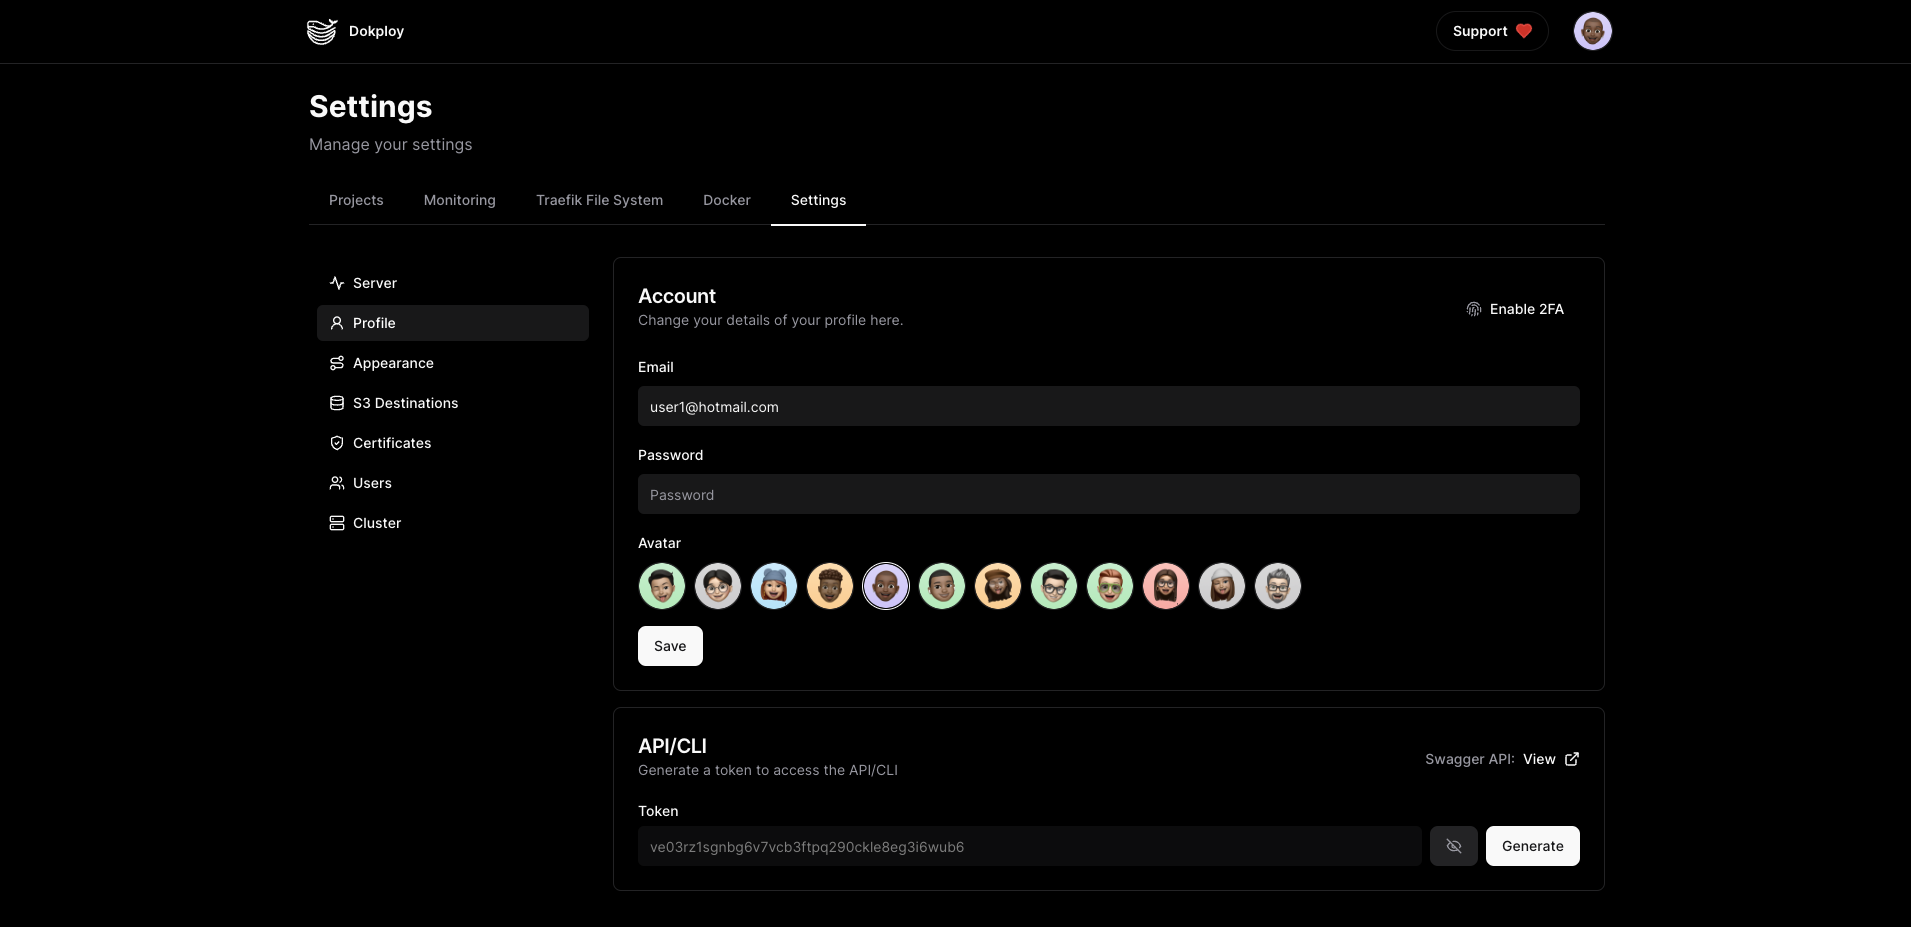 Dokploy
Support
Settings
Manage your settings
Projects
Monitoring
Traefik File System
Docker
Settings
Server
Profile
Appearance
S3 Destinations
Certificates
Users
Cluster
Account
Change your details of your profile here.
Enable 2FA
Email
user1@hotmail.com
Password
Password
Avatar
Save
API/CLI
Generate a token to access the API/CLI
Swagger API: View
Token
ve03rz1sgnbg6v7vcb3ftpq290ckle8eg3i6wub6
Generate